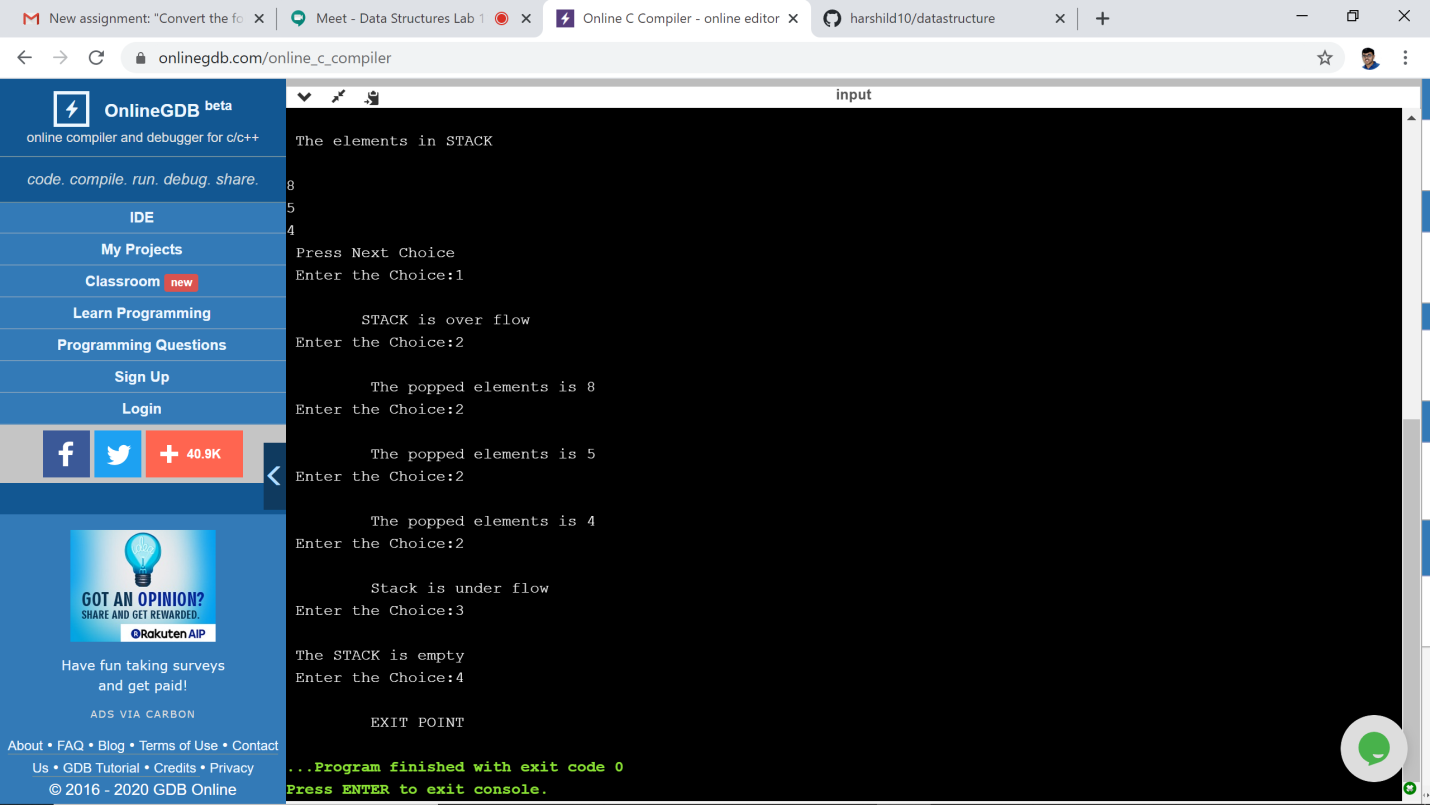 New assignment: "Convert the fo
Meet - Data Structures Lab 1
Online C Compiler - online editor
harshild10/datastructure
onlinegdb.com/online_c_compiler
OnlineGDB beta
online compiler and debugger for c/c++
code. compile. run. debug. share.
IDE
My Projects
Classroom new
Learn Programming
Programming Questions
Sign Up
Login
f
40.9K
GOT AN OPINION?
SHARE AND GET REWARDED.
Rakuten AIP
Have fun taking surveys
and get paid!
ADS VIA CARBON
About • FAQ • Blog • Terms of Use • Contact
Us • GDB Tutorial • Credits • Privacy
© 2016 - 2020 GDB Online
input
The elements in STACK
8
5
4
Press Next Choice
Enter the Choice:1
STACK is over flow
Enter the Choice:2
The popped elements is 8
Enter the Choice:2
The popped elements is 5
Enter the Choice:2
The popped elements is 4
Enter the Choice:2
Stack is under flow
Enter the Choice:3
The STACK is empty
Enter the Choice:4
EXIT POINT
...Program finished with exit code 0
Press ENTER to exit console.